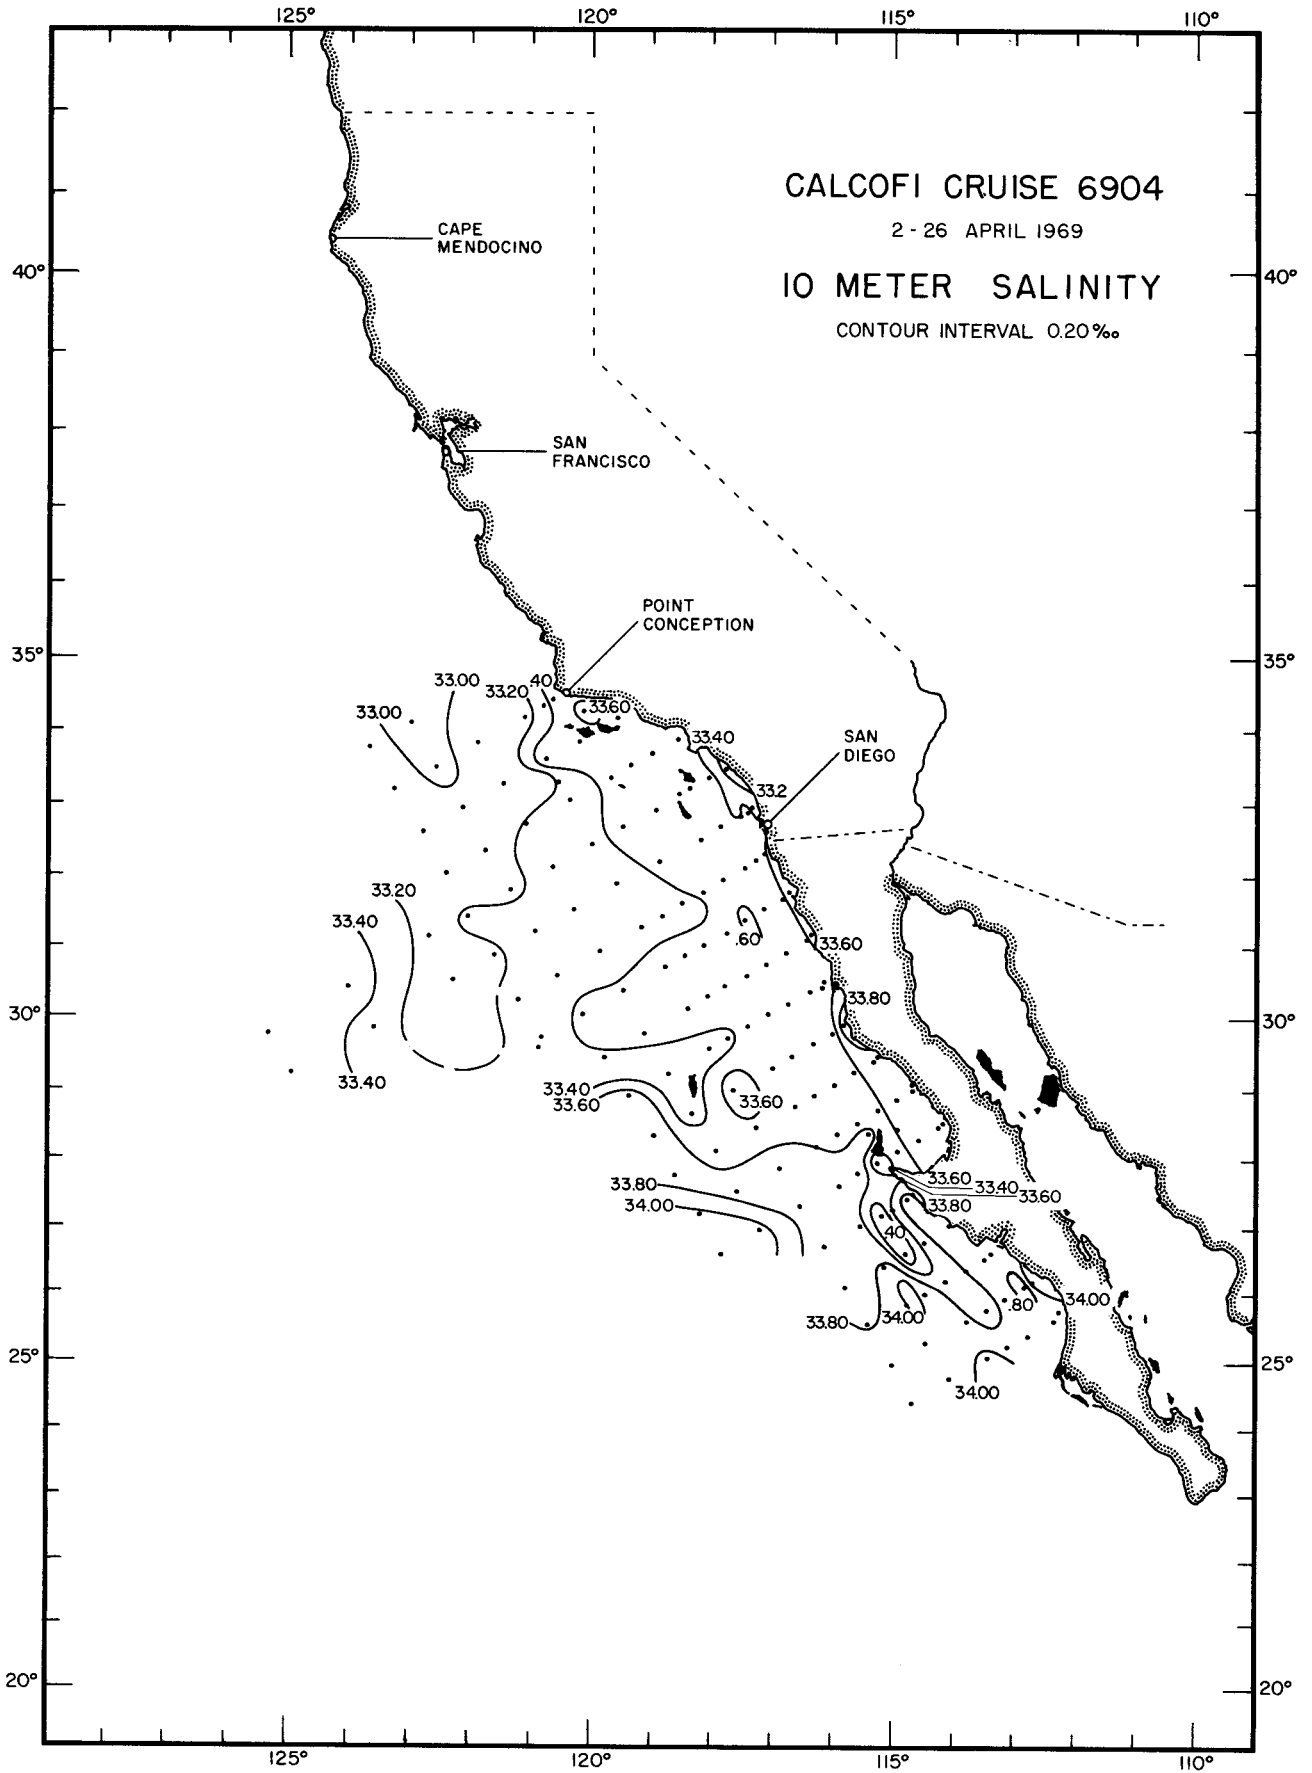 125° 120° 115° 110°
CALCOFI CRUISE 6904
2 - 26 APRIL 1969
10 METER SALINITY
CONTOUR INTERVAL 0.20‰
CAPE
MENDOCINO
40° 40°
SAN
FRANCISCO
POINT
CONCEPTION
35° 35°
33.00 33.20 .40
33.00 33.60
33.40
SAN
DIEGO
33.2
33.20
33.40
.60 33.60
33.80
30° 30°
33.40
33.40
33.60 33.60
33.60
33.40 33.60
33.80
33.80
34.00
.40
33.80 34.00 .80 34.00
25° 25°
34.00
20° 20°
125° 120° 115° 110°